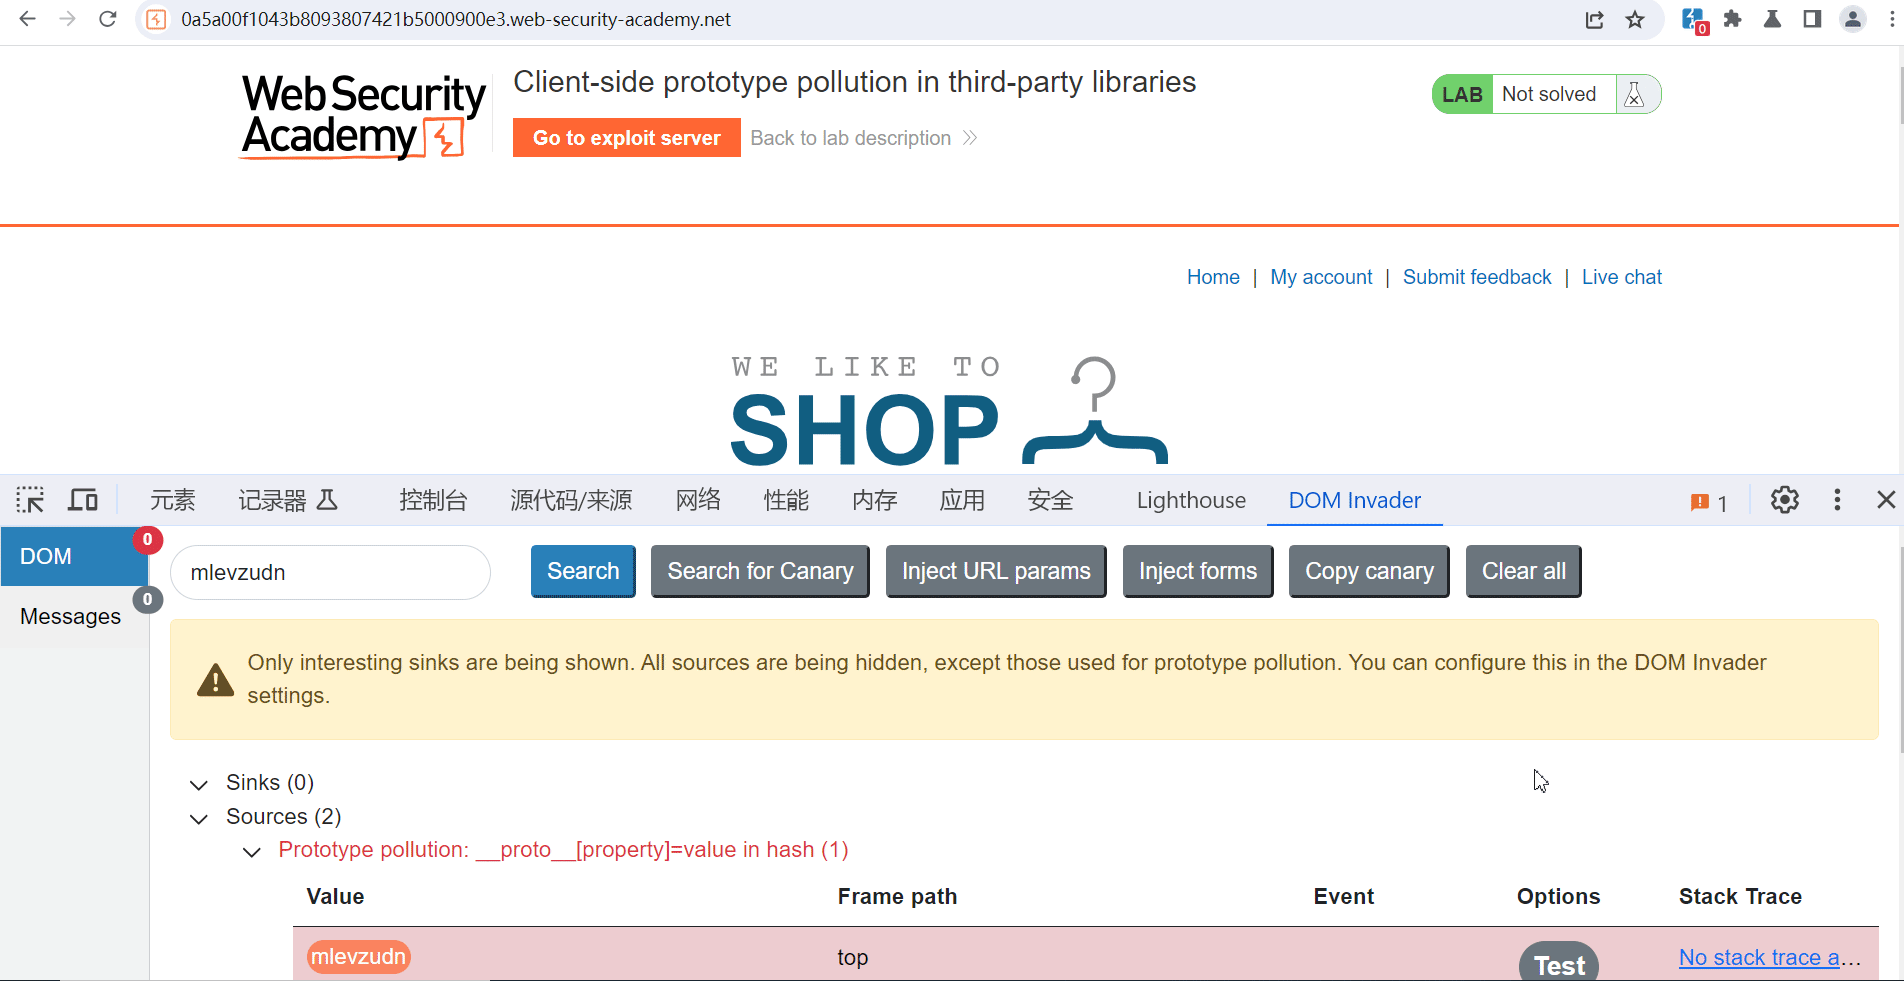 0a5a00f1043b8093807421b5000900e3.web-security-academy.net
0
Web Security
Academy
Client-side prototype pollution in third-party libraries
Go to exploit server
Back to lab description
LAB Not solved
Home | My account | Submit feedback | Live chat
WE LIKE TO
SHOP
元素 记录器 控制台 源代码/来源 网络 性能 内存 应用 安全 Lighthouse DOM Invader 1
DOM 0
Messages 0
mlevzudn
Search Search for Canary Inject URL params Inject forms Copy canary Clear all
Only interesting sinks are being shown. All sources are being hidden, except those used for prototype pollution. You can configure this in the DOM Invader
settings.
Sinks (0)
Sources (2)
Prototype pollution: __proto__[property]=value in hash (1)
Value Frame path Event Options Stack Trace
mlevzudn top Test No stack trace a…